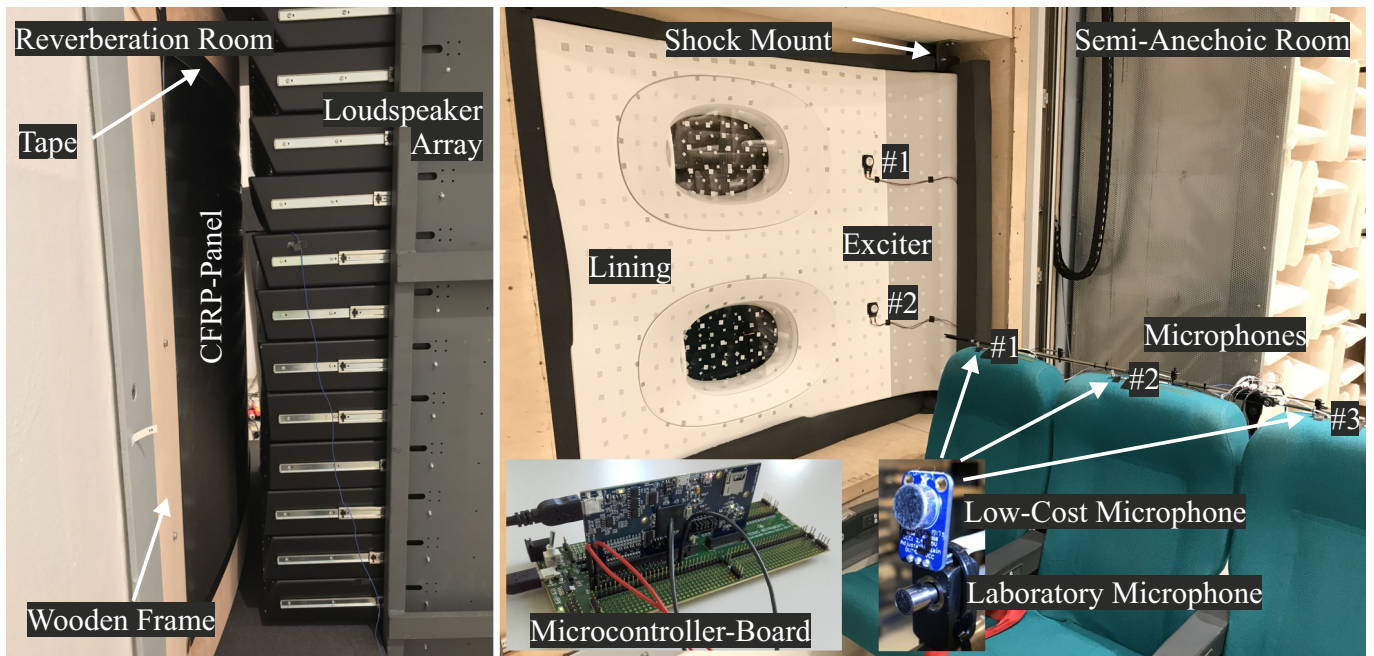 Reverberation Room
Tape
Loudspeaker
Array
CFRP-Panel
Wooden Frame
Shock Mount
Semi-Anechoic Room
#1
Exciter
Lining
#2
Microphones
#1
#2
#3
Low-Cost Microphone
Laboratory Microphone
Microcontroller-Board